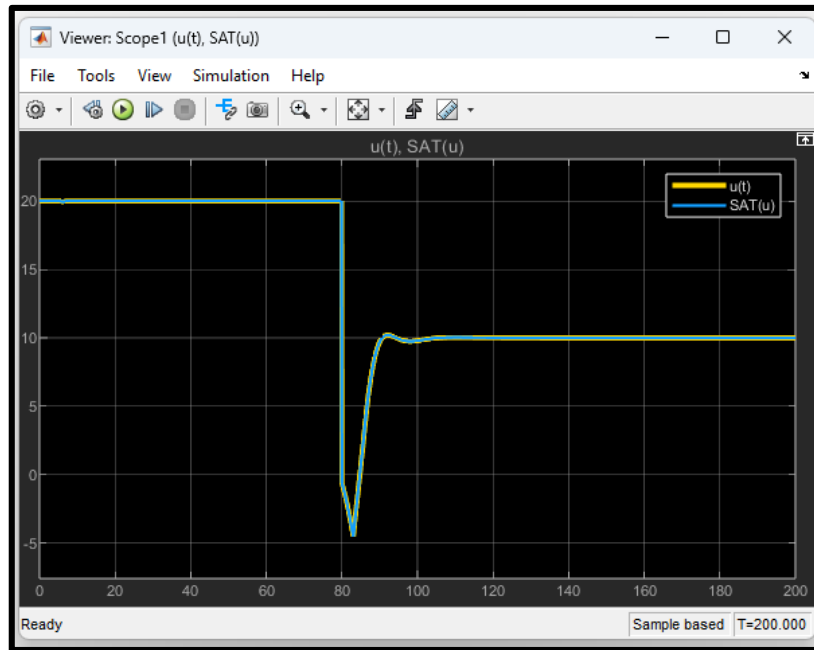 Viewer: Scope1 (u(t), SAT(u))
File Tools View Simulation Help
u(t), SAT(u)
u(t)
SAT(u)
20
15
10
5
0
-5
0 20 40 60 80 100 120 140 160 180 200
Ready Sample based T=200.000